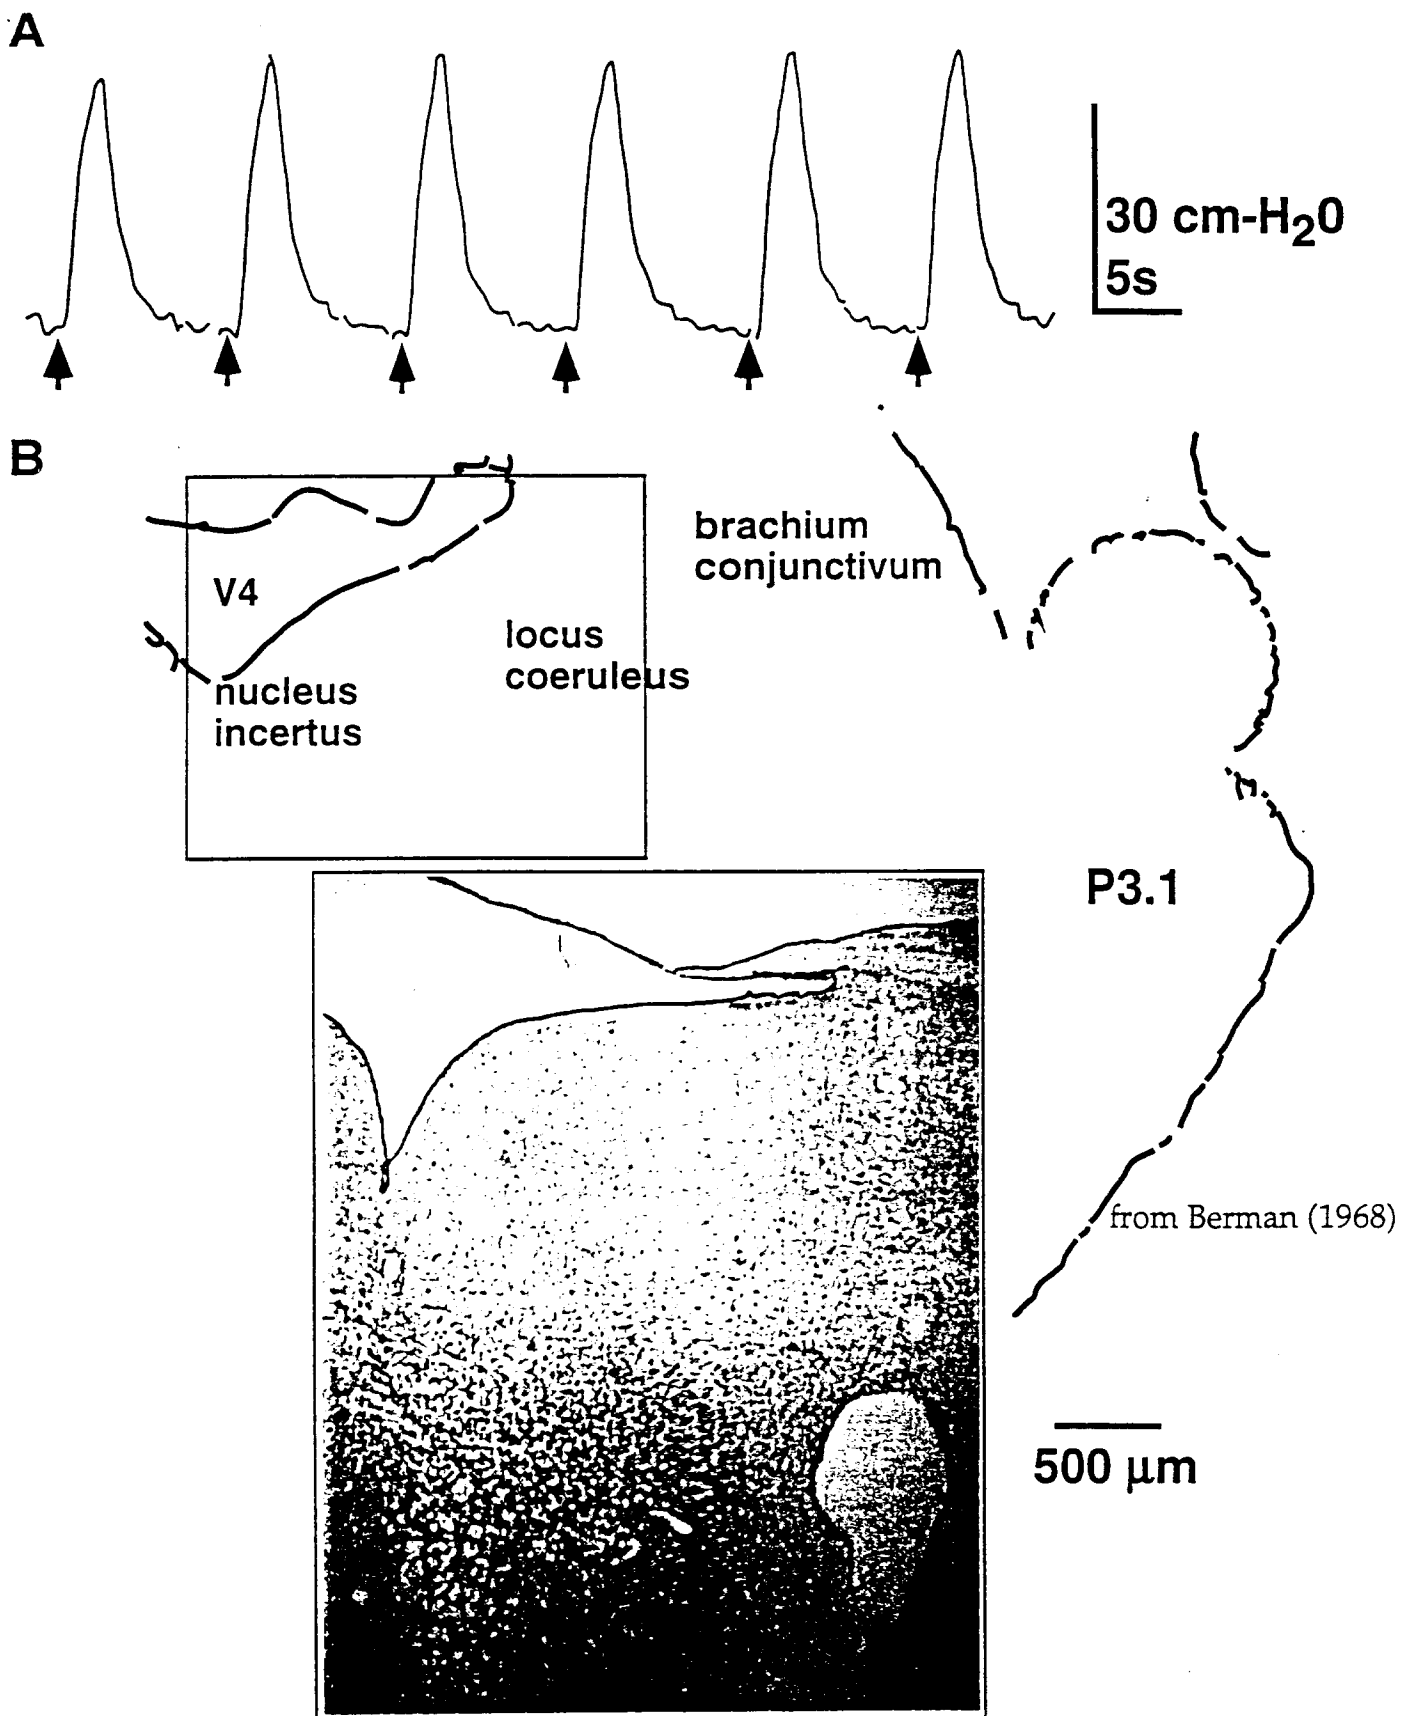 A
30 cm-H20
5s
B
brachium
conjunctivum
V4
locus
coeruleus
nucleus
incertus
P3.1
from Berman (1968)
500 μm